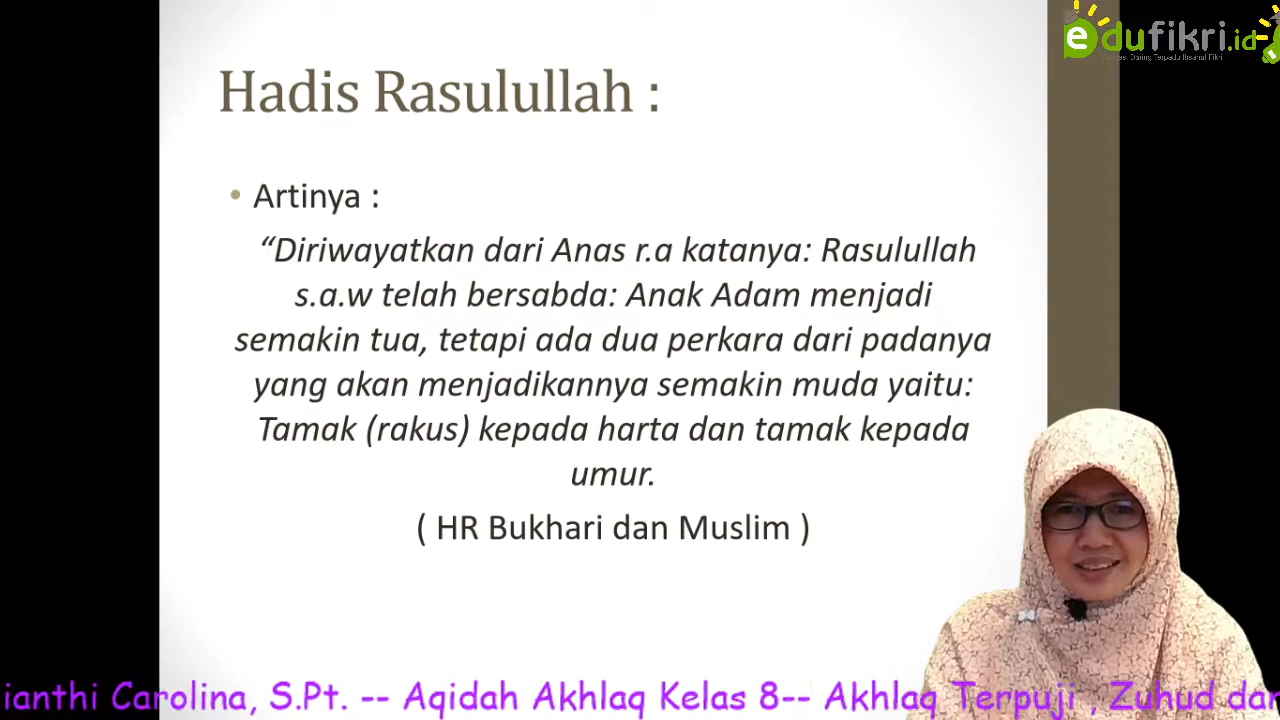 edufikri.id
Hadis Rasulullah :
• Artinya :
“Diriwayatkan dari Anas r.a katanya: Rasulullah
s.a.w telah bersabda: Anak Adam menjadi
semakin tua, tetapi ada dua perkara dari padanya
yang akan menjadikannya semakin muda yaitu:
Tamak (rakus) kepada harta dan tamak kepada
umur.
( HR Bukhari dan Muslim )
ianthi Carolina, S.Pt. -- Aqidah Akhlaq Kelas 8-- Akhlaq Terpuji , Zuhud dan